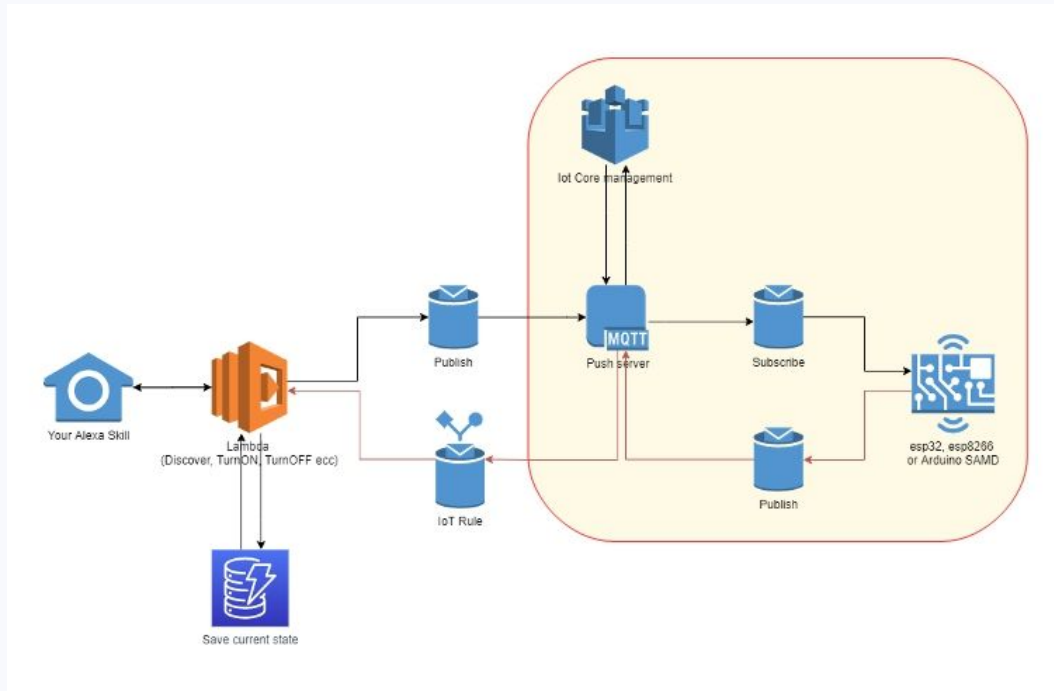 Iot Core management
Publish
MQTT
Push server
Subscribe
Your Alexa Skill
Lambda
(Discover, TurnON, TurnOFF ecc)
esp32, esp8266
or Arduino SAMD
IoT Rule
Publish
Save current state